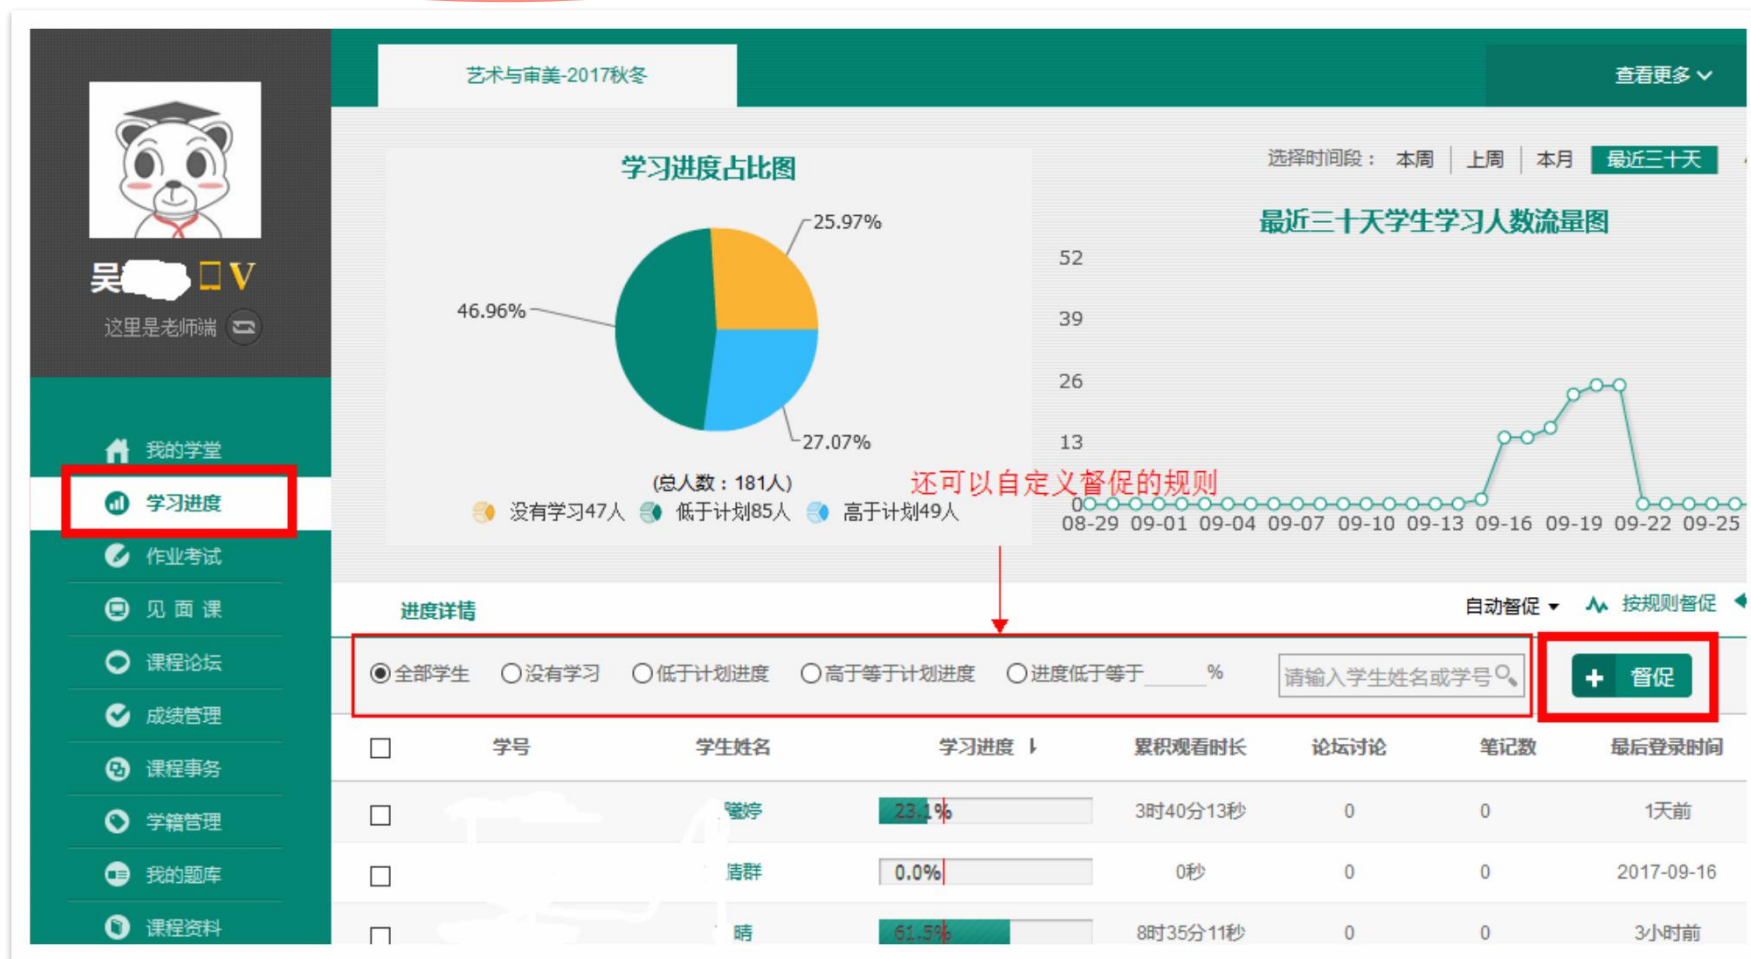 艺术与审美-2017秋冬
查看更多
吴 V
这里是老师端
我的学堂
学习进度
作业考试
见 面 课
课程论坛
成绩管理
课程事务
学籍管理
我的题库
课程资料
学习进度占比图
25.97%
46.96%
27.07%
(总人数：181人)
没有学习47人 低于计划85人 高于计划49人
选择时间段： 本周 上周 本月 最近三十天
最近三十天学生学习人数流量图
52
39
26
13
0
08-29 09-01 09-04 09-07 09-10 09-13 09-16 09-19 09-22 09-25
还可以自定义督促的规则
进度详情
自动督促 按规则督促
全部学生 没有学习 低于计划进度 高于等于计划进度 进度低于等于______%
请输入学生姓名或学号
+ 督促
学号 学生姓名 学习进度 累积观看时长 论坛讨论 笔记数 最后登录时间
婷 23.1% 3时40分13秒 0 0 1天前
倩群 0.0% 0秒 0 0 2017-09-16
晴 61.5% 8时35分11秒 0 0 3小时前